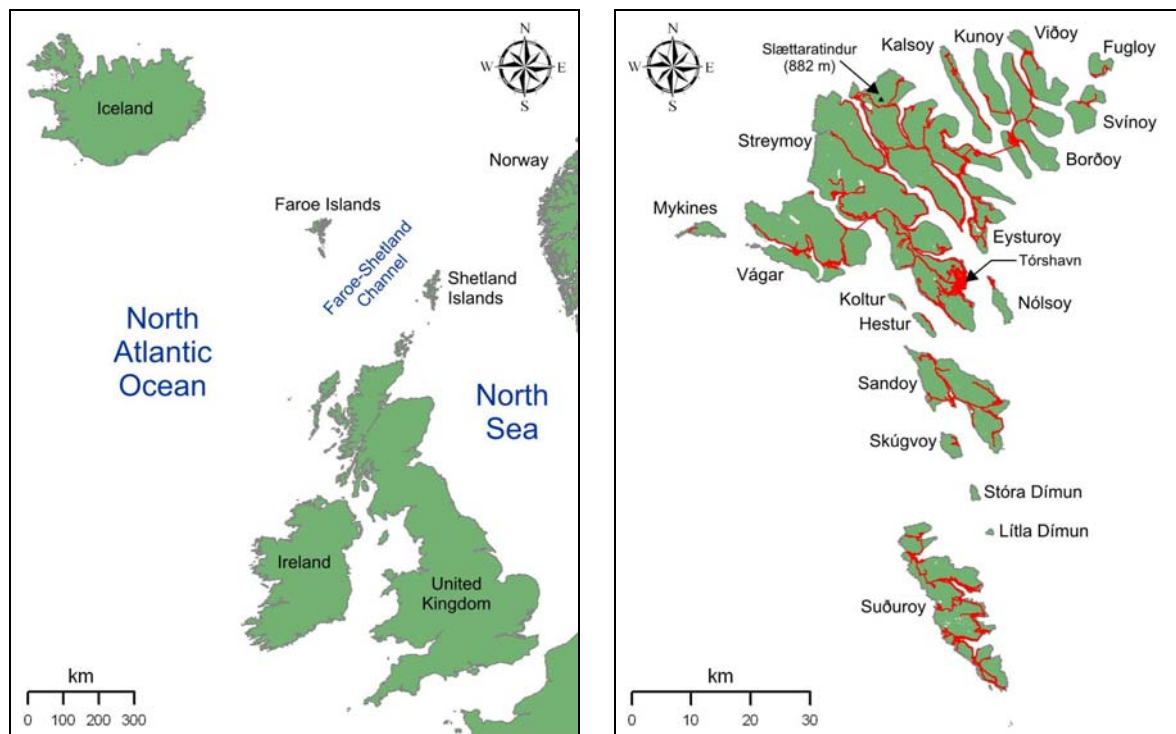 N
W
E
S
Iceland
Norway
Faroe Islands
Faroe-Shetland
Channel
Shetland
Islands
North
Atlantic
Ocean
North
Sea
Ireland
United
Kingdom
km
0 100 200 300
N
W
E
S
Slættaratindur
(882 m)
Kalsoy
Kunoy
Viðoy
Fugloy
Svínoy
Borðoy
Streymoy
Mykines
Vágar
Eysturoy
Tórshavn
Koltur
Nólsoy
Hestur
Sandoy
Skúgvoy
Stóra Dímun
Lítla Dímun
Suðuroy
km
0 10 20 30